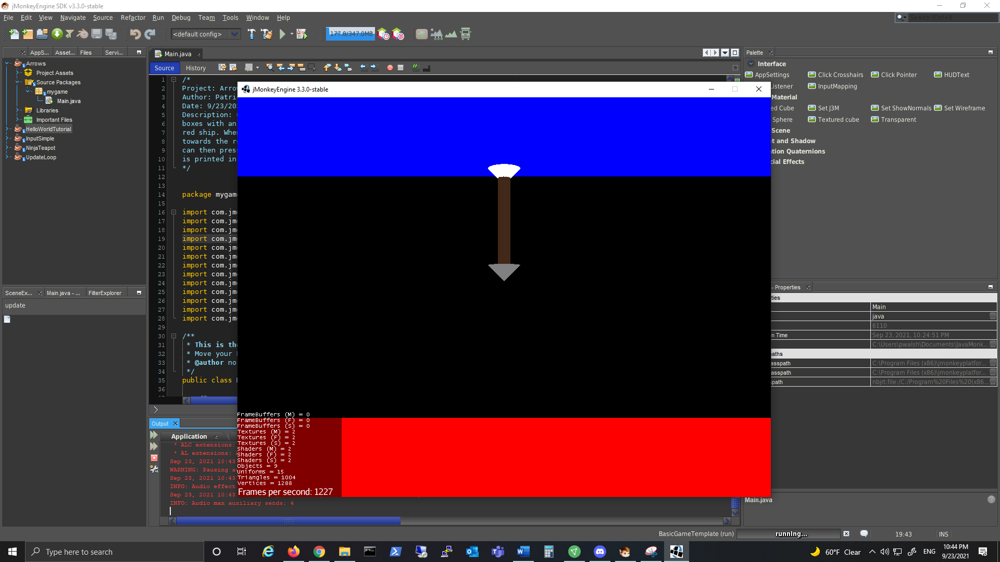 jMonkeyEngine SDK v3.3.0-stable
File Edit View Navigate Source Refactor Run Debug Team Tools Window Help
Search (Ctrl+I)
<default config>
177.8/347.0MB
AppS... Asset... Files Servi...
Arrows
Project Assets
Source Packages
mygame
Main.java
Libraries
Important Files
HelloWorldTutorial
InputSimple
NinjaTeapot
UpdateLoop
SceneEx... Main.java - ... FilterExplorer
update
Main.java
Source History
1 /*
2 Project: Arro
3 Author: Patri
4 Date: 9/23/20
5 Description:
6 boxes with an
7 red ship. Whe
8 towards the r
9 can then pres
10 is printed in
11 */
12
13
14 package mygam
15
16 import com.jm
17 import com.jm
18 import com.jm
19 import com.jm
20 import com.jm
21 import com.jm
22 import com.jm
23 import com.jm
24 import com.jm
25 import com.jm
26 import com.jm
27 import com.jm
28 import com.jm
29
30 /**
31 * This is th
32 * Move your
33 * @author no
34 */
35 public class
36
jMonkeyEngine 3.3.0-stable
FrameBuffers (M) = 0
FrameBuffers (F) = 0
FrameBuffers (S) = 0
Textures (M) = 2
Textures (F) = 2
Textures (S) = 2
Shaders (M) = 2
Shaders (F) = 2
Shaders (S) = 2
Objects = 9
Uniforms = 15
Triangles = 1004
Vertices = 1288
Frames per second: 1227
Output
Application
* ALC extensions:
* AL extensions:
Sep 23, 2021 10:43
WARNING: Pausing a
Sep 23, 2021 10:43
INFO: Audio effect
Sep 23, 2021 10:43
INFO: Audio max auxiliary sends: 4
Palette
Interface
AppSettings Click Crosshairs Click Pointer HUDText
istener InputMapping
Material
ed Cube Set J3M Set ShowNormals Set Wireframe
Sphere Textured cube Transparent
Scene
t and Shadow
tion Quaternions
cial Effects
- Properties
ties
Main
java
6110
n Time Sep 23, 2021, 10:24:51 PM
C:\Users\pwalsh\Documents\JavaMonk...
aths
asspath C:\Program Files (x86)\jmonkeyplatfor...
asspath C:\Program Files (x86)\jmonkeyplatfor...
path nbjrt:file:/C:/Program%20Files%20(x86...
Main.java
BasicGameTemplate (run) running... 19:43 INS
Type here to search
60°F Clear ENG 10:44 PM
9/23/2021